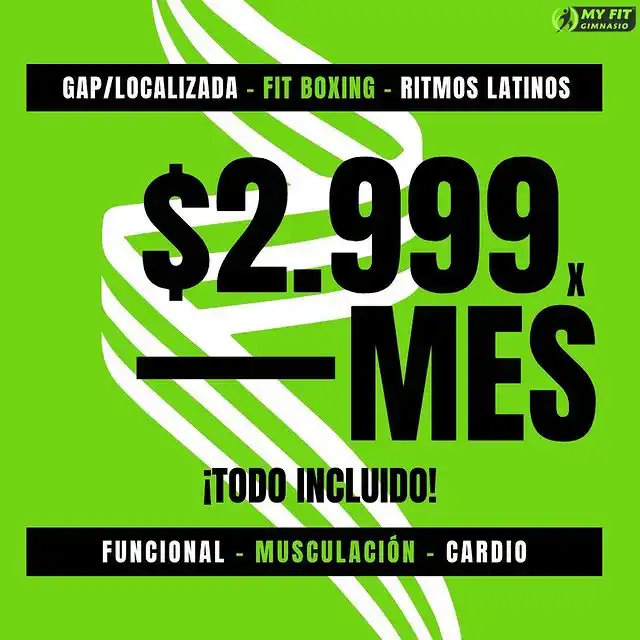 MY FIT
GIMNASIO
GAP/LOCALIZADA - FIT BOXING - RITMOS LATINOS
$2.999 x
MES
¡TODO INCLUIDO!
FUNCIONAL - MUSCULACIÓN - CARDIO